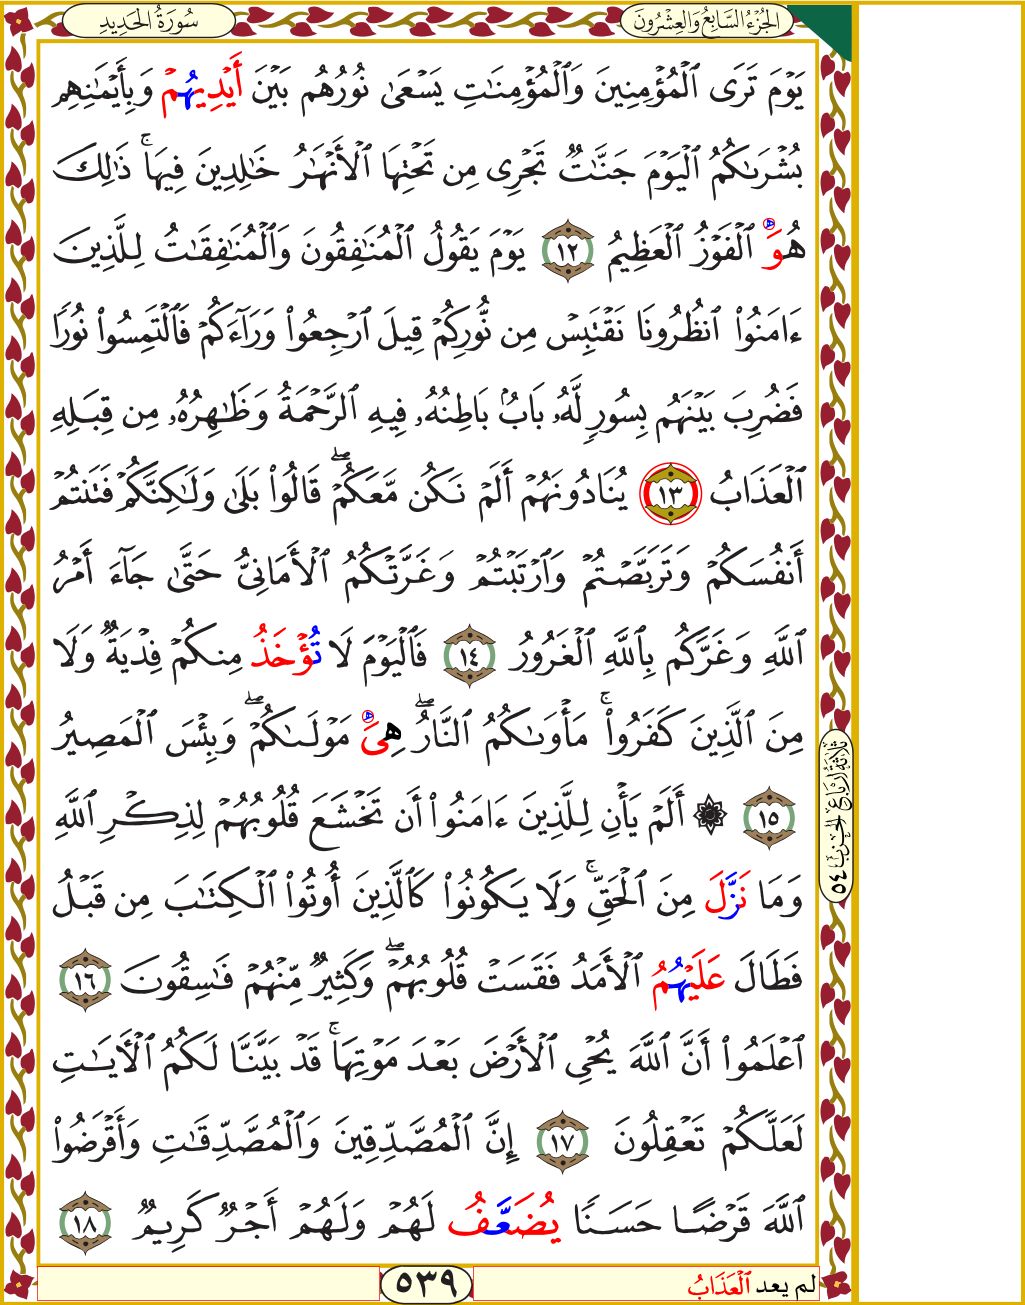 الجُزْءُ السَّابِعُ وَالعِشْرُونَ
سُورَةُ الحَدِيدِ
يَوۡمَ تَرَى ٱلۡمُؤۡمِنِينَ وَٱلۡمُؤۡمِنَٰتِ يَسۡعَىٰ نُورُهُم بَيۡنَ أَيۡدِيهُمۡ وَبِأَيۡمَٰنِهِم
بُشۡرَىٰكُمُ ٱلۡيَوۡمَ جَنَّٰتٞ تَجۡرِي مِن تَحۡتِهَا ٱلۡأَنۡهَٰرُ خَٰلِدِينَ فِيهَاۚ ذَٰلِكَ
هُوَ ٱلۡفَوۡزُ ٱلۡعَظِيمُ ١٢ يَوۡمَ يَقُولُ ٱلۡمُنَٰفِقُونَ وَٱلۡمُنَٰفِقَٰتُ لِلَّذِينَ
ءَامَنُواْ ٱنظُرُونَا نَقۡتَبِسۡ مِن نُّورِكُمۡ قِيلَ ٱرۡجِعُواْ وَرَآءَكُمۡ فَٱلۡتَمِسُواْ نُورٗا
فَضُرِبَ بَيۡنَهُم بِسُورٖ لَّهُۥ بَابُۢ بَاطِنُهُۥ فِيهِ ٱلرَّحۡمَةُ وَظَٰهِرُهُۥ مِن قِبَلِهِ
ٱلۡعَذَابُ ١٣ يُنَادُونَهُمۡ أَلَمۡ نَكُن مَّعَكُمۡۖ قَالُواْ بَلَىٰ وَلَٰكِنَّكُمۡ فَتَنتُمۡ
أَنفُسَكُمۡ وَتَرَبَّصۡتُمۡ وَٱرۡتَبۡتُمۡ وَغَرَّتۡكُمُ ٱلۡأَمَانِيُّ حَتَّىٰ جَآءَ أَمۡرُ
ٱللَّهِ وَغَرَّكُم بِٱللَّهِ ٱلۡغَرُورُ ١٤ فَٱلۡيَوۡمَ لَا تُؤۡخَذُ مِنكُمۡ فِدۡيَةٞ وَلَا
مِنَ ٱلَّذِينَ كَفَرُواْۚ مَأۡوَىٰكُمُ ٱلنَّارُۖ هِيَ مَوۡلَىٰكُمۡۖ وَبِئۡسَ ٱلۡمَصِيرُ
١٥ ۞ أَلَمۡ يَأۡنِ لِلَّذِينَ ءَامَنُوٓاْ أَن تَخۡشَعَ قُلُوبُهُمۡ لِذِكۡرِ ٱللَّهِ
وَمَا نَزَّلَ مِنَ ٱلۡحَقِّۚ وَلَا يَكُونُواْ كَٱلَّذِينَ أُوتُواْ ٱلۡكِتَٰبَ مِن قَبۡلُ
فَطَالَ عَلَيۡهُمُ ٱلۡأَمَدُ فَقَسَتۡ قُلُوبُهُمۡۖ وَكَثِيرٞ مِّنۡهُمۡ فَٰسِقُونَ ١٦
ٱعۡلَمُوٓاْ أَنَّ ٱللَّهَ يُحۡيِ ٱلۡأَرۡضَ بَعۡدَ مَوۡتِهَاۚ قَدۡ بَيَّنَّا لَكُمُ ٱلۡأٓيَٰتِ
لَعَلَّكُمۡ تَعۡقِلُونَ ١٧ إِنَّ ٱلۡمُصَّدِّقِينَ وَٱلۡمُصَّدِّقَٰتِ وَأَقۡرَضُواْ
ٱللَّهَ قَرۡضًا حَسَنٗا يُضَعَّفُ لَهُمۡ وَلَهُمۡ أَجۡرٞ كَرِيمٞ ١٨
ثلاثة ارباع الحزب ٥٤
٥٣٩
لم يعد ٱلۡعَذَابُ